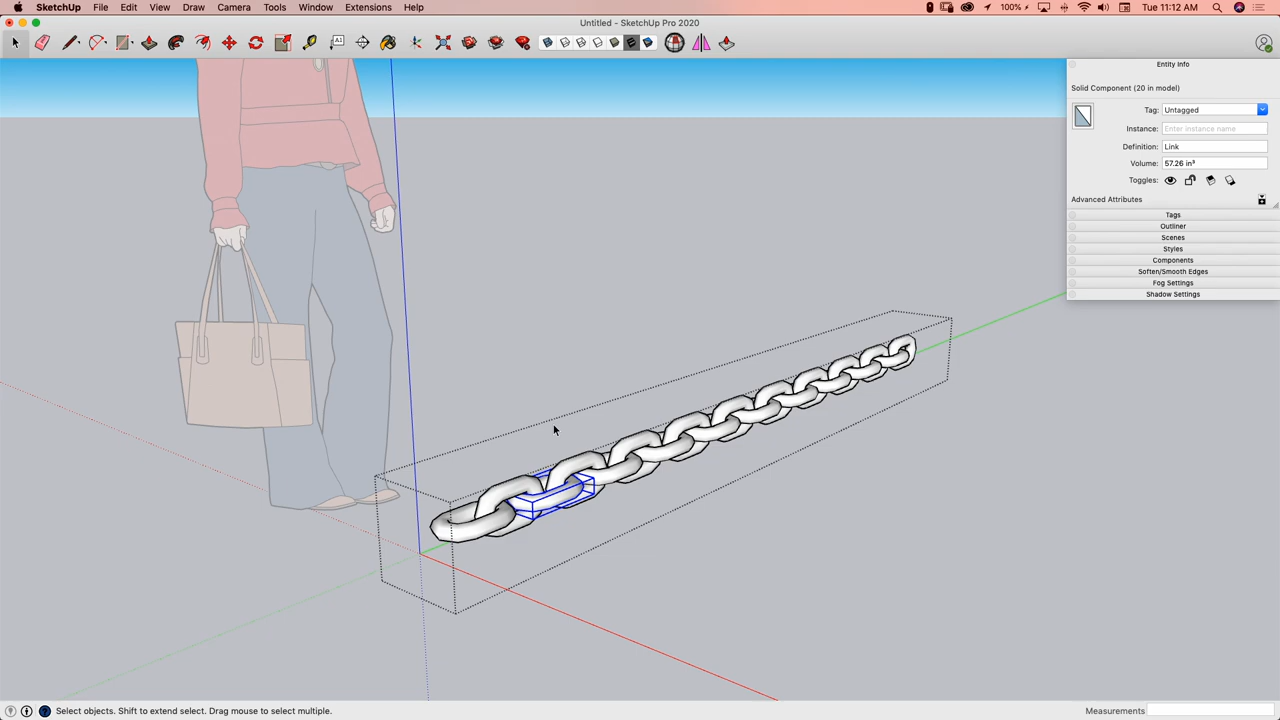 SketchUp File Edit View Draw Camera Tools Window Extensions Help 100% Tue 11:12 AM
Untitled - SketchUp Pro 2020
A1
Entity Info
Solid Component (20 in model)
Tag: Untagged
Instance: Enter instance name
Definition: Link
Volume: 57.26 in³
Toggles:
Advanced Attributes
Tags
Outliner
Scenes
Styles
Components
Soften/Smooth Edges
Fog Settings
Shadow Settings
Select objects. Shift to extend select. Drag mouse to select multiple. Measurements